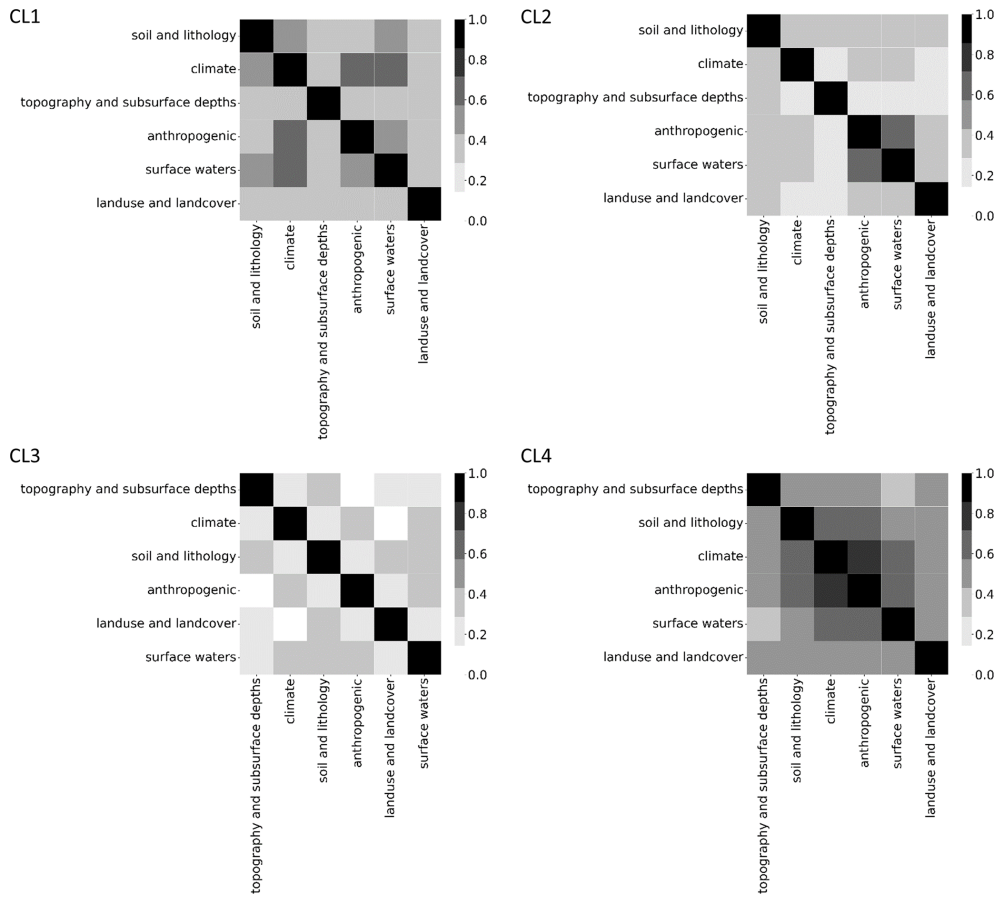 CL1
soil and lithology
climate
topography and subsurface depths
anthropogenic
surface waters
landuse and landcover
1.0
0.8
0.6
0.4
0.2
0.0
soil and lithology
climate
topography and subsurface depths
anthropogenic
surface waters
landuse and landcover
CL2
soil and lithology
climate
topography and subsurface depths
anthropogenic
surface waters
landuse and landcover
1.0
0.8
0.6
0.4
0.2
0.0
soil and lithology
climate
topography and subsurface depths
anthropogenic
surface waters
landuse and landcover
CL3
topography and subsurface depths
climate
soil and lithology
anthropogenic
landuse and landcover
surface waters
1.0
0.8
0.6
0.4
0.2
0.0
topography and subsurface depths
climate
soil and lithology
anthropogenic
landuse and landcover
surface waters
CL4
topography and subsurface depths
soil and lithology
climate
anthropogenic
surface waters
landuse and landcover
1.0
0.8
0.6
0.4
0.2
0.0
topography and subsurface depths
soil and lithology
climate
anthropogenic
surface waters
landuse and landcover